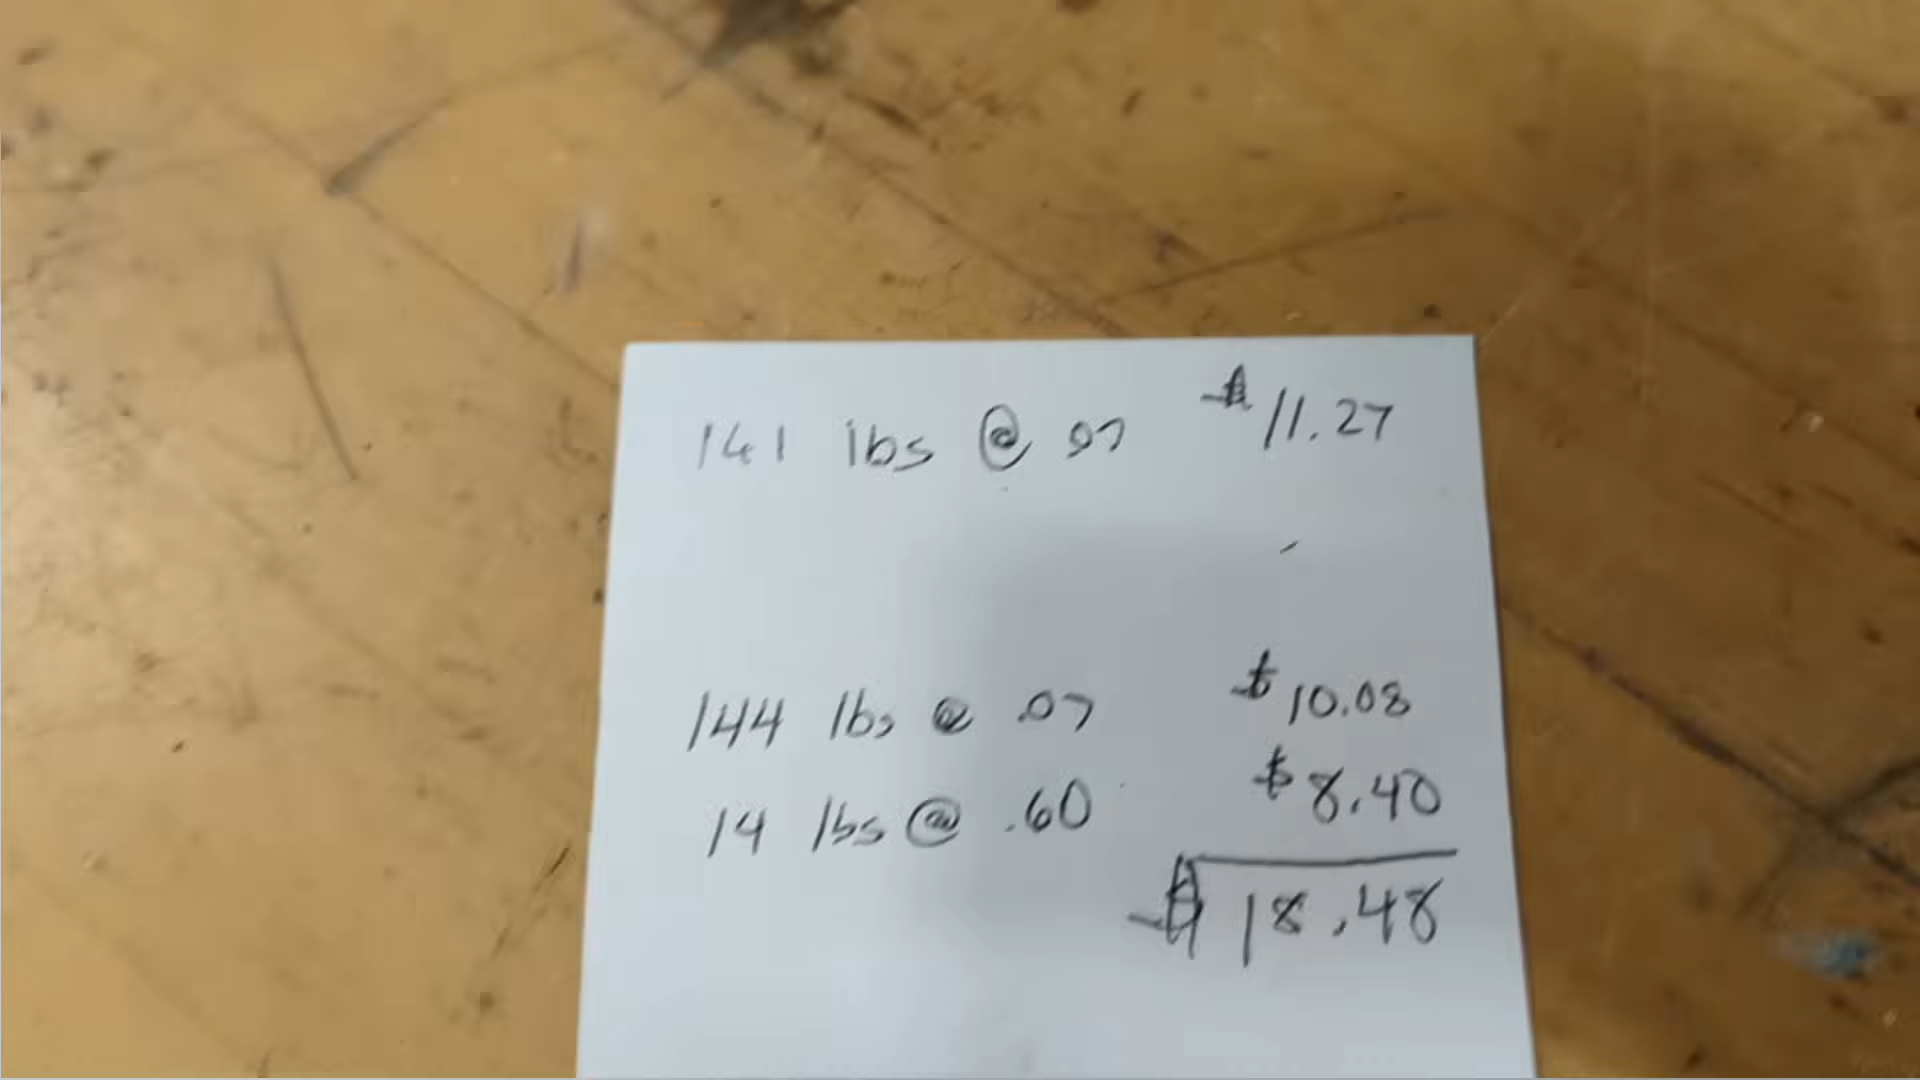 141 lbs @ .07 $11.27
144 lbs @ .07 $10.08
14 lbs @ .60 $8.40
$18.48